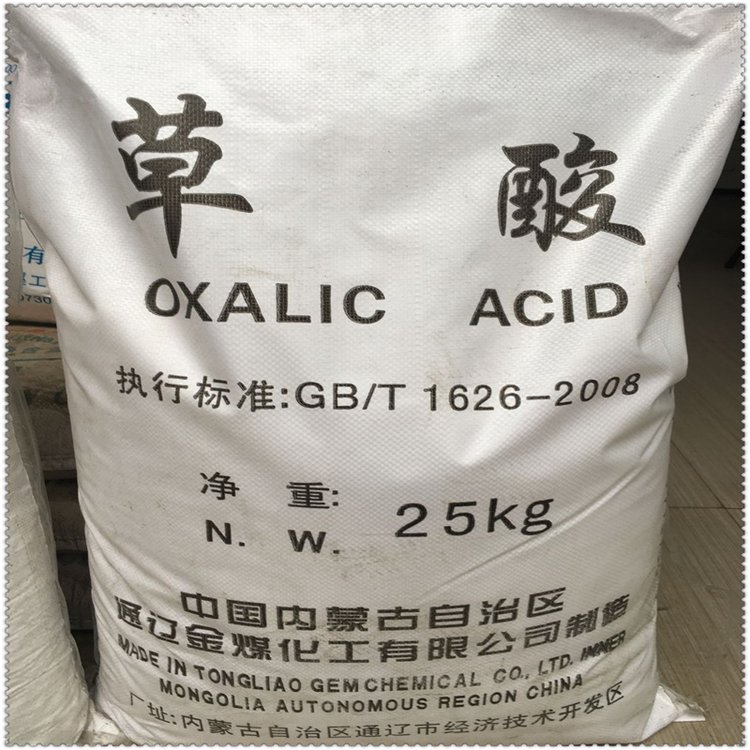 草 酸
OXALIC ACID
执行标准:GB/T 1626-2008
净 重: 25kg
N. W.
中国内蒙古自治区
通辽金煤化工有限公司制造
MADE IN TONGLIAO GEM CHEMICAL CO., LTD. INNER
MONGOLIA AUTONOMOUS REGION CHINA
厂址:内蒙古自治区通辽市经济技术开发区
有
工
0730